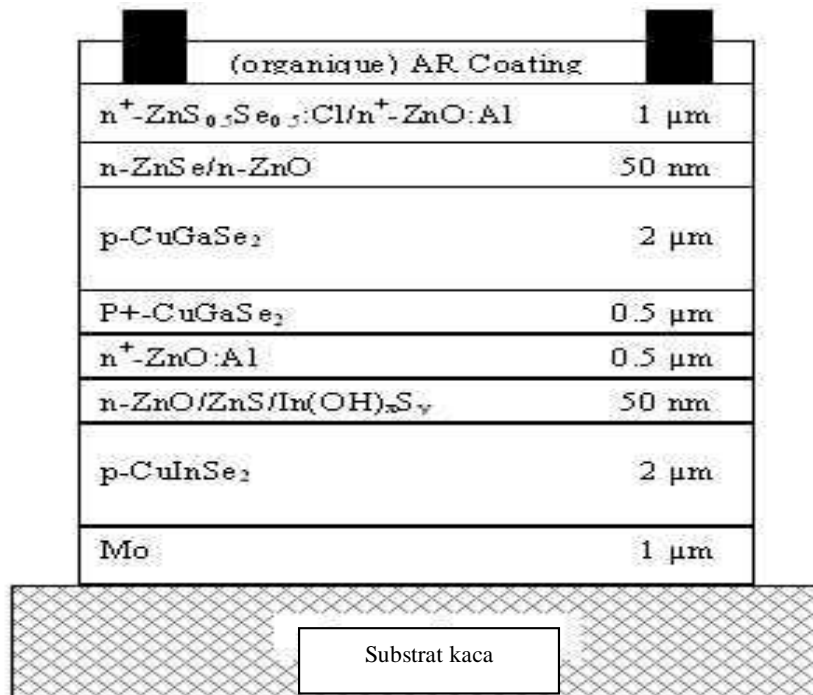 (organique) AR Coating
n⁺-ZnS₀.₅Se₀.₅:Cl/n⁺-ZnO:Al 1 μm
n-ZnSe/n-ZnO 50 nm
p-CuGaSe₂ 2 μm
P+-CuGaSe₂ 0.5 μm
n⁺-ZnO:Al 0.5 μm
n-ZnO/ZnS/In(OH)ₓSᵧ 50 nm
p-CuInSe₂ 2 μm
Mo 1 μm
Substrat kaca